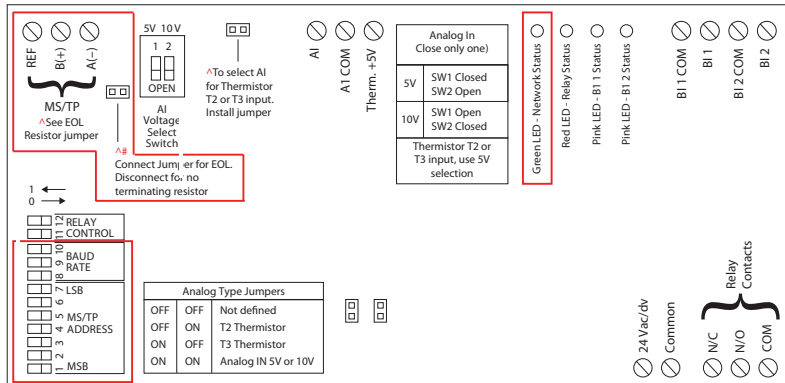 REF
B(+)
A(−)
MS/TP
^See EOL
Resistor jumper
5V 10 V
1 2
OPEN
AI
Voltage
Select
Switch
^To select AI
for Thermistor
T2 or T3 input.
Install jumper
^#
Connect Jumper for EOL.
Disconnect for no
terminating resistor
AI
A1 COM
Therm. +5V
Analog In
Close only one)
5V SW1 Closed
SW2 Open
10V SW1 Open
SW2 Closed
Thermistor T2 or
T3 input, use 5V
selection
Green LED - Network Status
Red LED - Relay Status
Pink LED - B1 1 Status
Pink LED - B1 2 Status
BI 1 COM
BI 1
BI 2 COM
BI 2
1
0
12 RELAY
11 CONTROL
10 BAUD
9 RATE
8
7 LSB
6
5 MS/TP
4 ADDRESS
3
2
1 MSB
Analog Type Jumpers
OFF OFF Not defined
OFF ON T2 Thermistor
ON OFF T3 Thermistor
ON ON Analog IN 5V or 10V
24 Vac/dv
Common
Relay
Contacts
N/C
N/O
COM